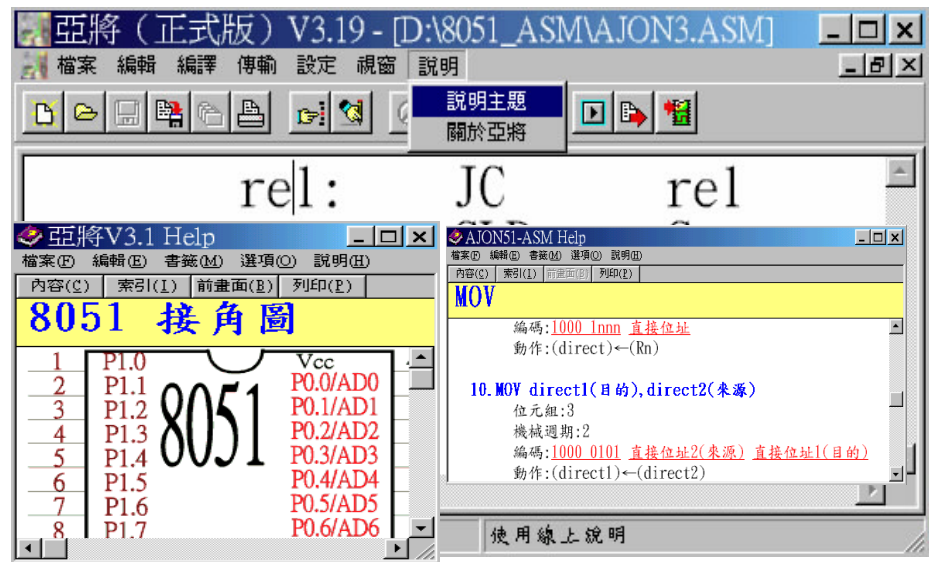 亞將（正式版）V3.19 - [D:\8051_ASM\AJON3.ASM]
檔案 編輯 編譯 傳輸 設定 視窗 說明
說明主題
關於亞將
rel: JC rel
亞將V3.1 Help
檔案(F) 編輯(E) 書籤(M) 選項(O) 說明(H)
內容(C) 索引(I) 前畫面(B) 列印(P)
8051 接角圖
1 P1.0 Vcc
2 P1.1 P0.0/AD0
3 P1.2 P0.1/AD1
4 P1.3 P0.2/AD2
5 P1.4 P0.3/AD3
6 P1.5 P0.4/AD4
7 P1.6 P0.5/AD5
8 P1.7 P0.6/AD6
8051
AJON51-ASM Help
檔案(F) 編輯(E) 書籤(M) 選項(O) 說明(H)
內容(C) 索引(I) 前畫面(B) 列印(P)
MOV
編碼:1000 1nnn 直接位址
動作:(direct)←(Rn)
10.MOV direct1(目的),direct2(來源)
位元組:3
機械週期:2
編碼:1000 0101 直接位址2(來源) 直接位址1(目的)
動作:(direct1)←(direct2)
使用線上說明